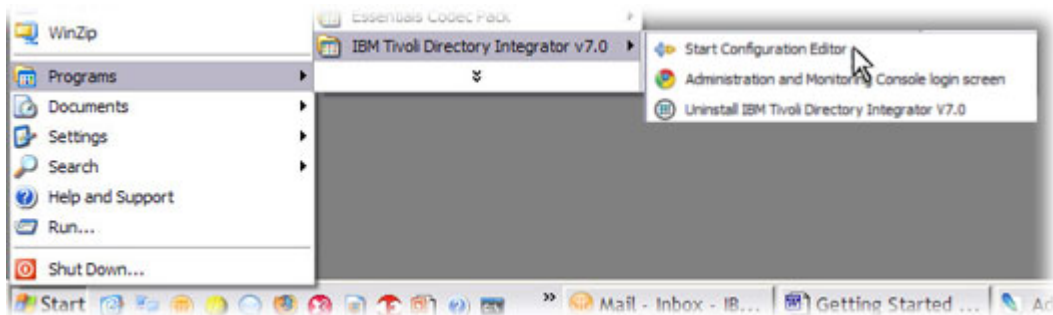 WinZip
Programs
Documents
Settings
Search
Help and Support
Run...
Shut Down...
Essentials Codec Pack
IBM Tivoli Directory Integrator v7.0
Start Configuration Editor
Administration and Monitoring Console login screen
Uninstall IBM Tivoli Directory Integrator V7.0
Start
Mail - Inbox - IB...
Getting Started ...